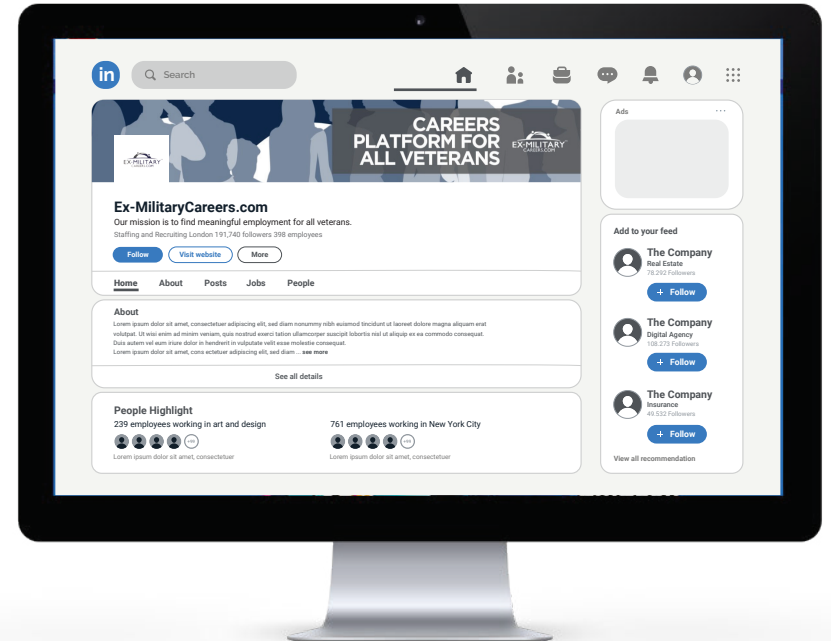 in
Search
CAREERS
PLATFORM FOR
ALL VETERANS
EX-MILITARY
CAREERS.COM
EX-MILITARY
CAREERS.COM
Ex-MilitaryCareers.com
Our mission is to find meaningful employment for all veterans.
Staffing and Recruiting London 191,740 followers 398 employees
Follow
Visit website
More
Home About Posts Jobs People
About
Lorem ipsum dolor sit amet, consectetuer adipiscing elit, sed diam nonummy nibh euismod tincidunt ut laoreet dolore magna aliquam erat
volutpat. Ut wisi enim ad minim veniam, quis nostrud exerci tation ullamcorper suscipit lobortis nisl ut aliquip ex ea commodo consequat.
Duis autem vel eum iriure dolor in hendrerit in vulputate velit esse molestie consequat.
Lorem ipsum dolor sit amet, cons ectetuer adipiscing elit, sed diam ... see more
See all details
People Highlight
239 employees working in art and design
+99
Lorem ipsum dolor sit amet, consectetuer
761 employees working in New York City
+99
Lorem ipsum dolor sit amet, consectetuer
Ads
Add to your feed
The Company
Real Estate
78.292 Followers
+ Follow
The Company
Digital Agency
108.273 Followers
+ Follow
The Company
Insurance
49.532 Followers
+ Follow
View all recommendation